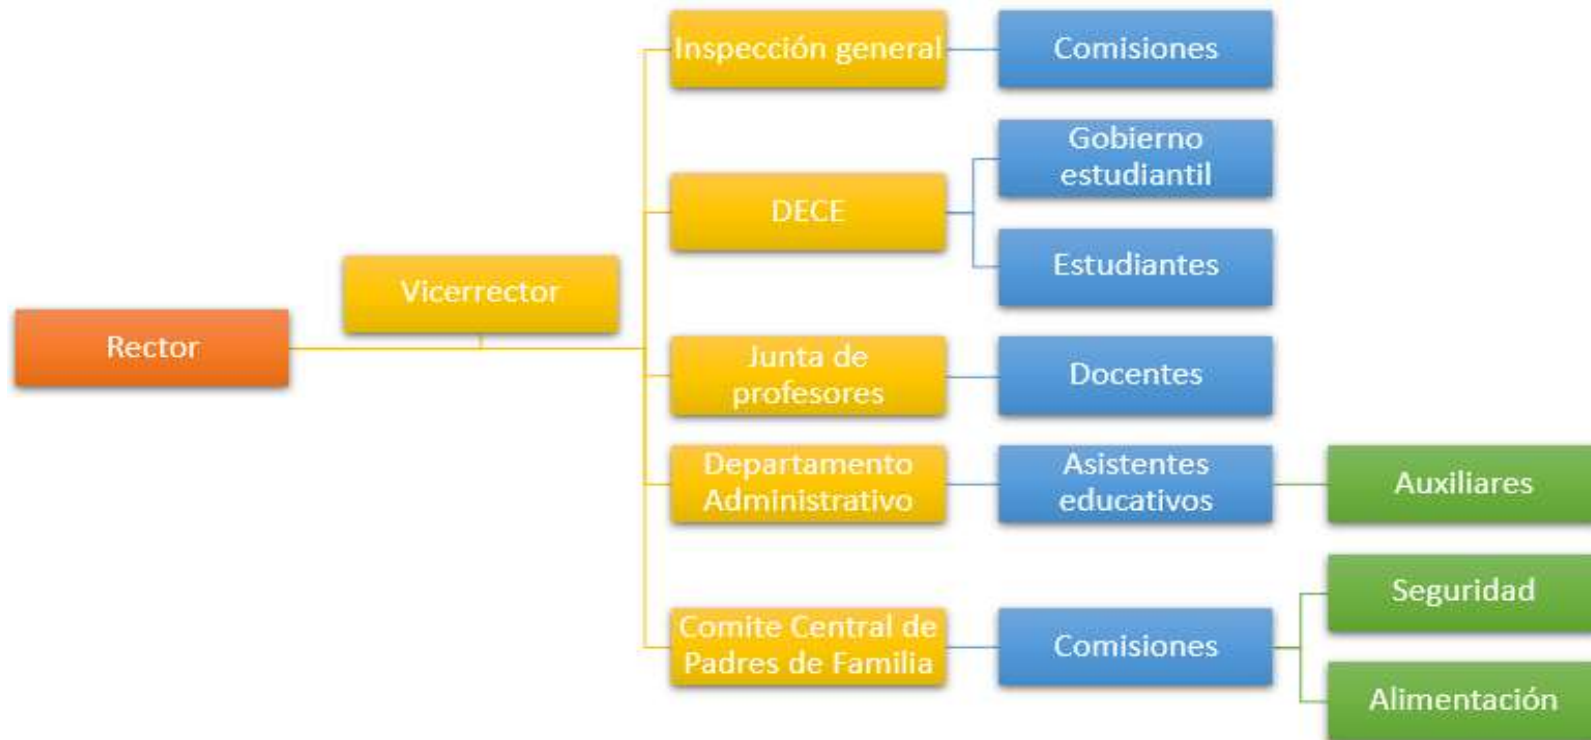 Inspección general
Comisiones
Gobierno
estudiantil
DECE
Estudiantes
Vicerrector
Rector
Junta de
profesores
Docentes
Departamento
Administrativo
Asistentes
educativos
Auxiliares
Seguridad
Comite Central de
Padres de Familia
Comisiones
Alimentación